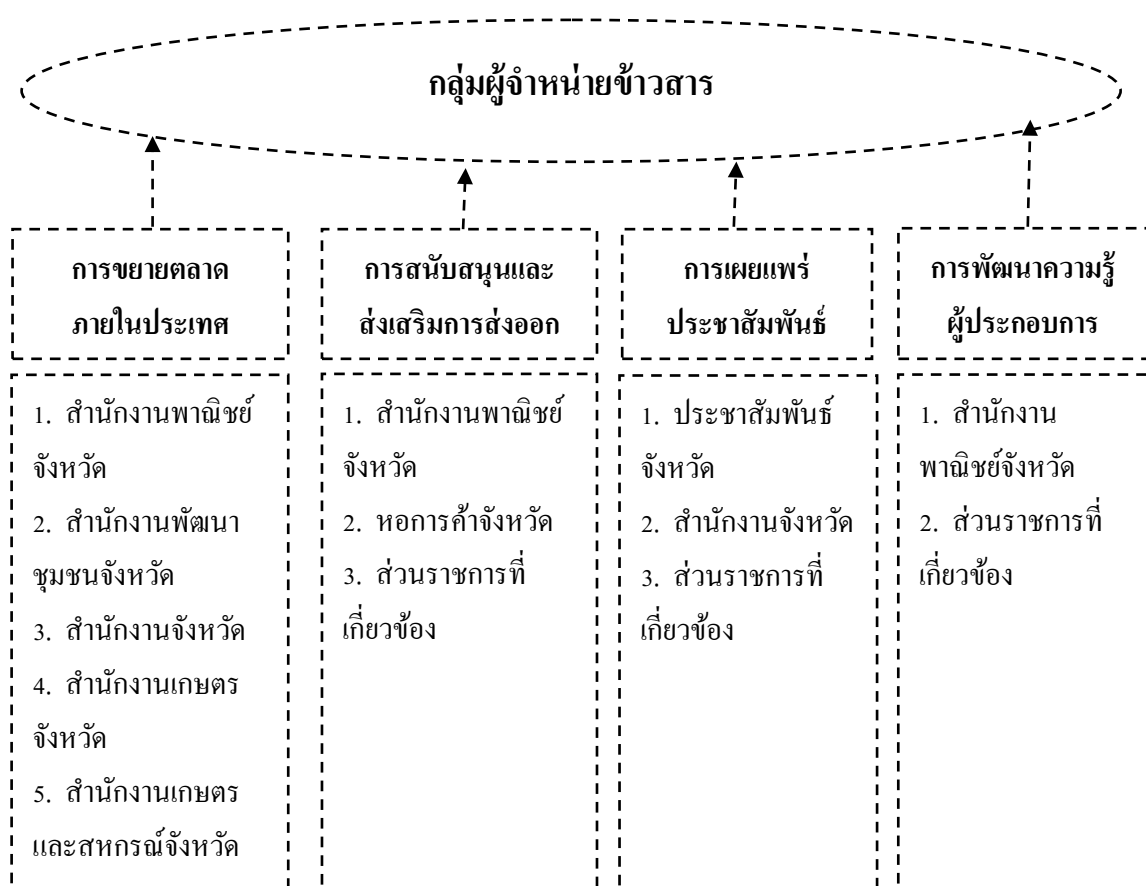 กลุ่มผู้จำหน่ายข้าวสาร
การขยายตลาด
ภายในประเทศ
การสนับสนุนและ
ส่งเสริมการส่งออก
การเผยแพร่
ประชาสัมพันธ์
การพัฒนาความรู้
ผู้ประกอบการ
1. สำนักงานพาณิชย์
จังหวัด
2. สำนักงานพัฒนา
ชุมชนจังหวัด
3. สำนักงานจังหวัด
4. สำนักงานเกษตร
จังหวัด
5. สำนักงานเกษตร
และสหกรณ์จังหวัด
1. สำนักงานพาณิชย์
จังหวัด
2. หอการค้าจังหวัด
3. ส่วนราชการที่
เกี่ยวข้อง
1. ประชาสัมพันธ์
จังหวัด
2. สำนักงานจังหวัด
3. ส่วนราชการที่
เกี่ยวข้อง
1. สำนักงาน
พาณิชย์จังหวัด
2. ส่วนราชการที่
เกี่ยวข้อง